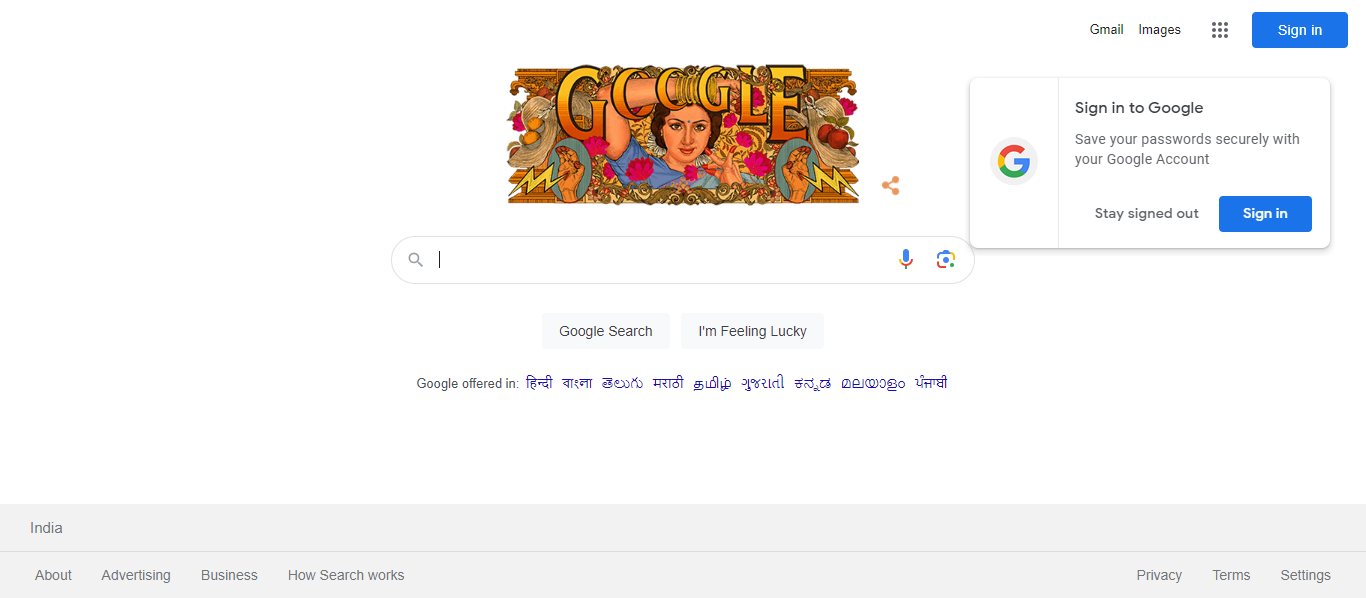 Gmail Images Sign in
GOOGLE
Sign in to Google
Save your passwords securely with
your Google Account
Stay signed out Sign in
Google Search I'm Feeling Lucky
Google offered in: हिन्दी বাংলা తెలుగు मराठी தமிழ் ગુજરાતી ಕನ್ನಡ മലയാളം ਪੰਜਾਬੀ
India
About Advertising Business How Search works Privacy Terms Settings